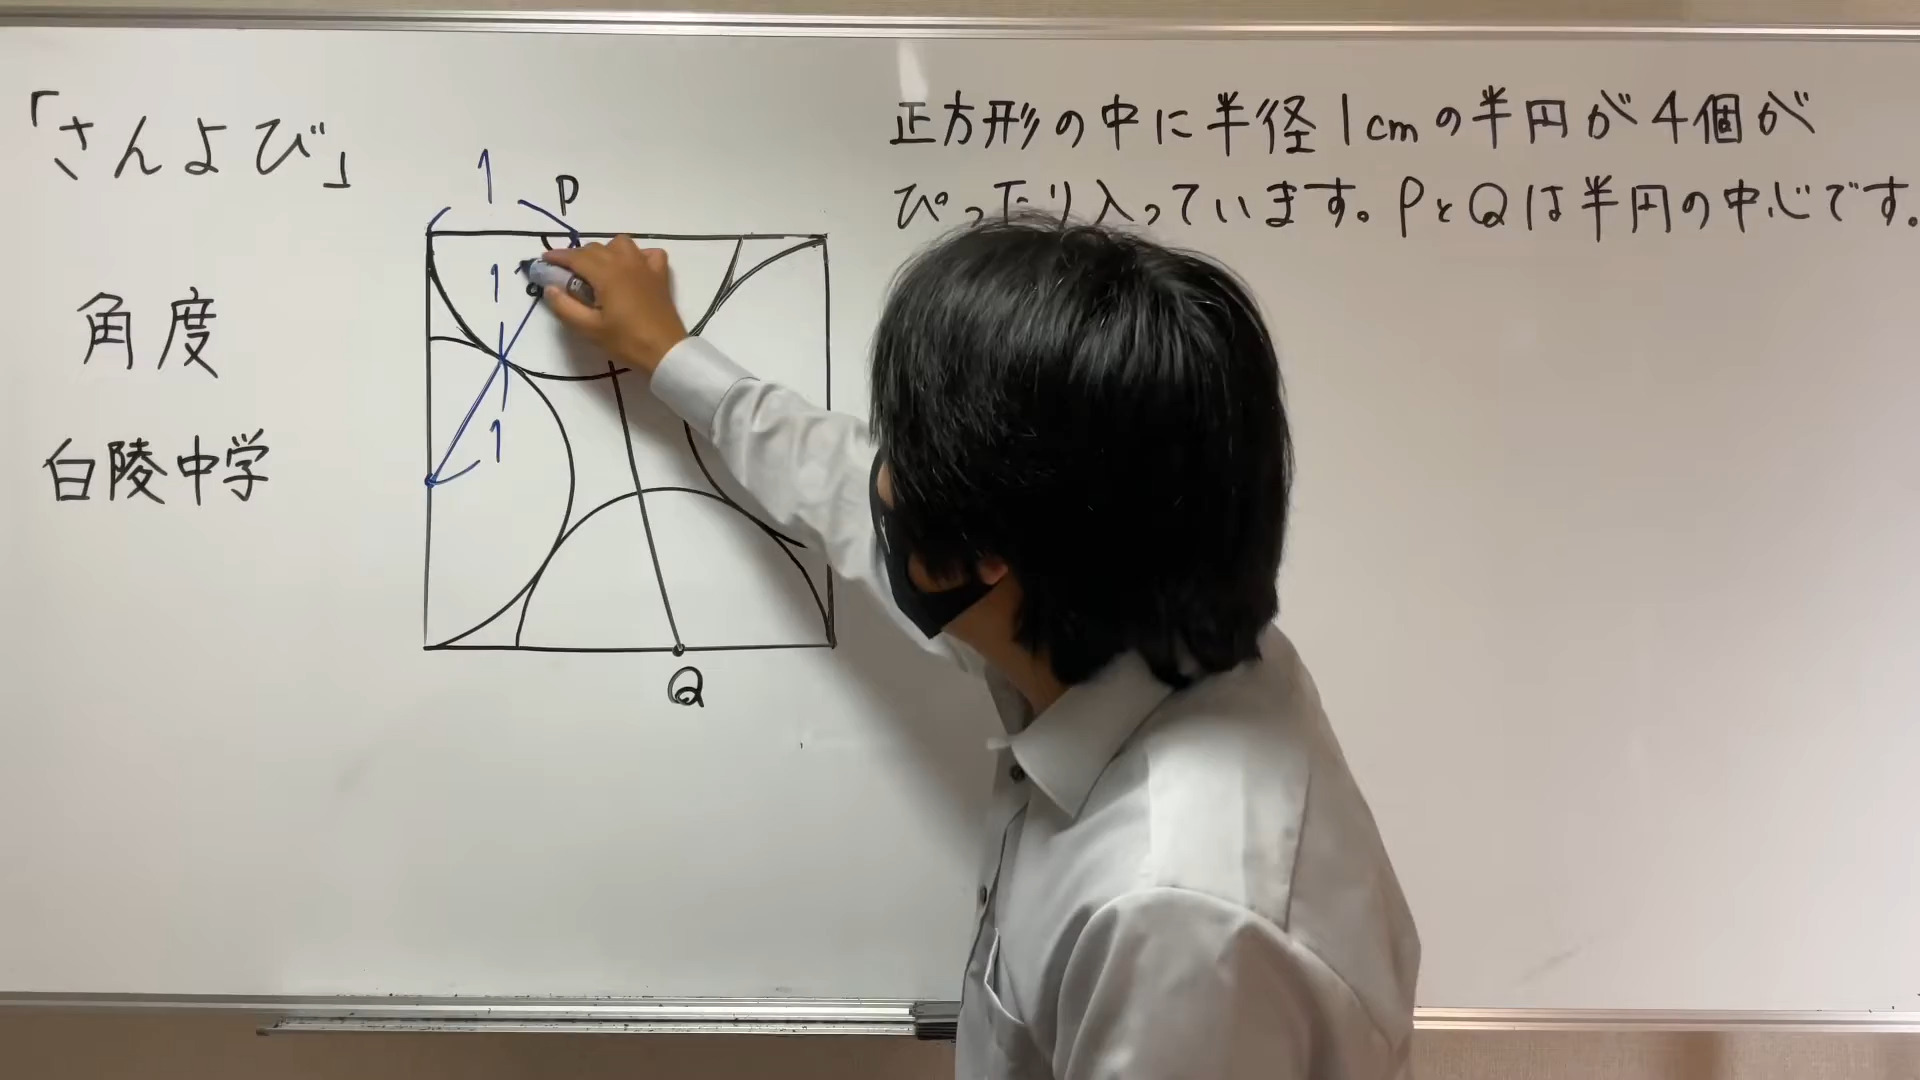 「さんよび」
角度
白陵中学
正方形の中に半径1cmの半円が4個が
ぴったり入っています。PとQは半円の中心です。
1
P
1
1
Q